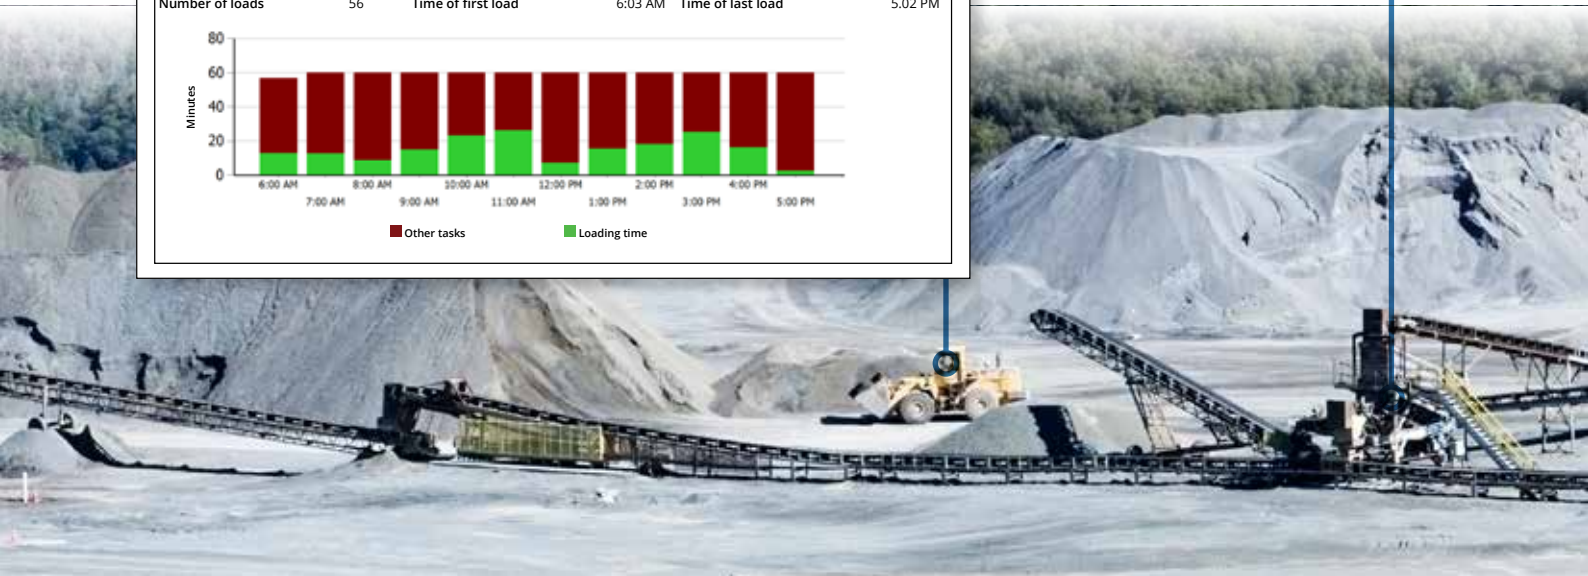 Number of loads 56 Time of first load 6:03 AM Time of last load 5.02 PM
80
60
40
20
0
Minutes
6:00 AM 8:00 AM 10:00 AM 12:00 PM 2:00 PM 4:00 PM
7:00 AM 9:00 AM 11:00 AM 1:00 PM 3:00 PM 5:00 PM
Other tasks Loading time